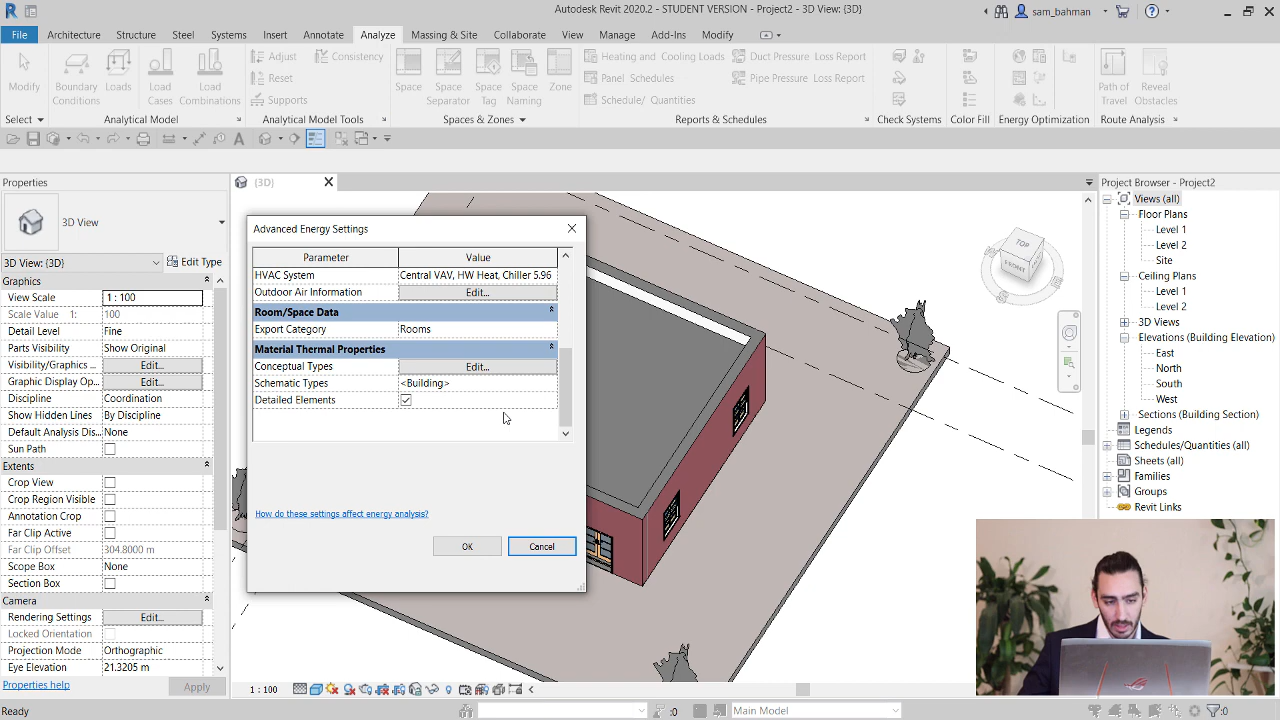 Autodesk Revit 2020.2 - STUDENT VERSION - Project2 - 3D View: {3D}
sam_bahman
File Architecture Structure Steel Systems Insert Annotate Analyze Massing & Site Collaborate View Manage Add-Ins Modify
Modify
Boundary Conditions
Loads
Load Cases
Load Combinations
Adjust
Reset
Supports
Consistency
Space
Space Separator
Space Tag
Space Naming
Zone
Heating and Cooling Loads
Panel Schedules
Schedule/ Quantities
Duct Pressure Loss Report
Pipe Pressure Loss Report
Path of Travel
Reveal Obstacles
Select
Analytical Model
Analytical Model Tools
Spaces & Zones
Reports & Schedules
Check Systems
Color Fill
Energy Optimization
Route Analysis
Properties
3D View
3D View: {3D}
Edit Type
Graphics
View Scale 1 : 100
Scale Value 1: 100
Detail Level Fine
Parts Visibility Show Original
Visibility/Graphics ... Edit...
Graphic Display Op... Edit...
Discipline Coordination
Show Hidden Lines By Discipline
Default Analysis Dis... None
Sun Path
Extents
Crop View
Crop Region Visible
Annotation Crop
Far Clip Active
Far Clip Offset 304.8000 m
Scope Box None
Section Box
Camera
Rendering Settings Edit...
Locked Orientation
Projection Mode Orthographic
Eye Elevation 21.3205 m
Properties help
Apply
{3D}
Advanced Energy Settings
Parameter Value
HVAC System Central VAV, HW Heat, Chiller 5.96
Outdoor Air Information Edit...
Room/Space Data
Export Category Rooms
Material Thermal Properties
Conceptual Types Edit...
Schematic Types <Building>
Detailed Elements
How do these settings affect energy analysis?
OK Cancel
TOP
FRONT
Project Browser - Project2
Views (all)
Floor Plans
Level 1
Level 2
Site
Ceiling Plans
Level 1
Level 2
3D Views
Elevations (Building Elevation)
East
North
South
West
Sections (Building Section)
Legends
Schedules/Quantities (all)
Sheets (all)
Families
Groups
Revit Links
1 : 100
Ready
:0
Main Model
:0